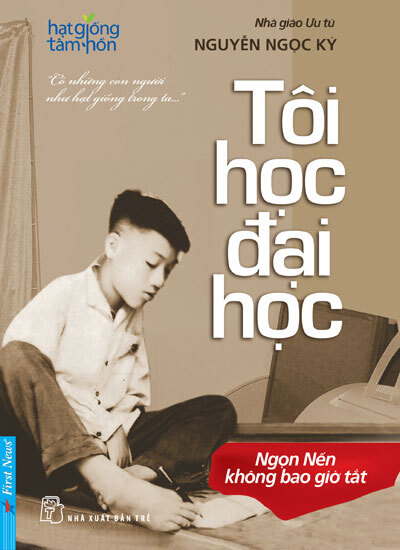 hạt giống
tâm hồn
Nhà giáo Ưu tú
NGUYỄN NGỌC KÝ
"Có những con người
như hạt giống trong ta..."
Tôi
học
đại
học
Ngọn Nến
không bao giờ tắt
First News
NHÀ XUẤT BẢN TRẺ